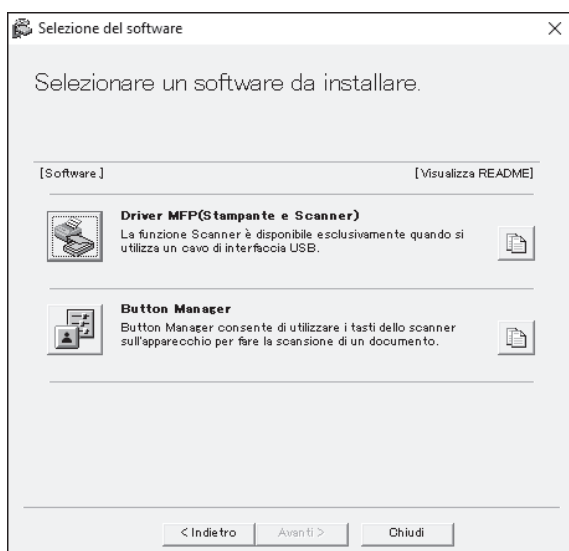 Selezione del software
Selezionare un software da installare.
[Software.] [Visualizza README]
Driver MFP(Stampante e Scanner)
La funzione Scanner è disponibile esclusivamente quando si
utilizza un cavo di interfaccia USB.
Button Manager
Button Manager consente di utilizzare i tasti dello scanner
sull'apparecchio per fare la scansione di un documento.
< Indietro Avanti > Chiudi